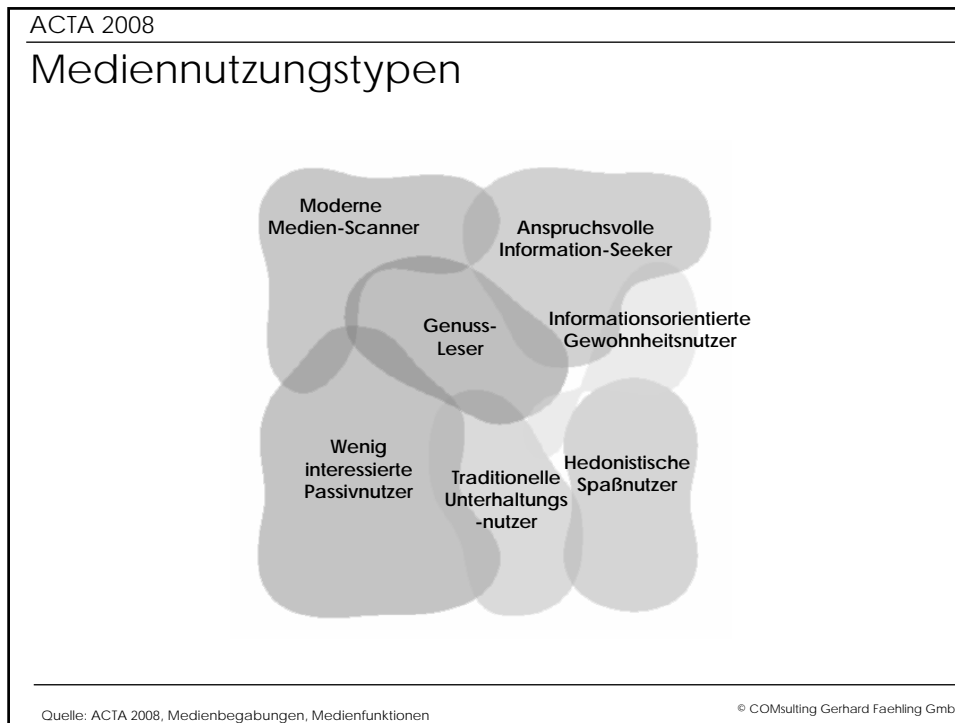 ACTA 2008
Mediennutzungstypen
Moderne
Medien-Scanner
Anspruchsvolle
Information-Seeker
Genuss-
Leser
Informationsorientierte
Gewohnheitsnutzer
Wenig
interessierte
Passivnutzer
Traditionelle
Unterhaltungs
-nutzer
Hedonistische
Spaßnutzer
Quelle: ACTA 2008, Medienbegabungen, Medienfunktionen
© COMsulting Gerhard Faehling Gmb